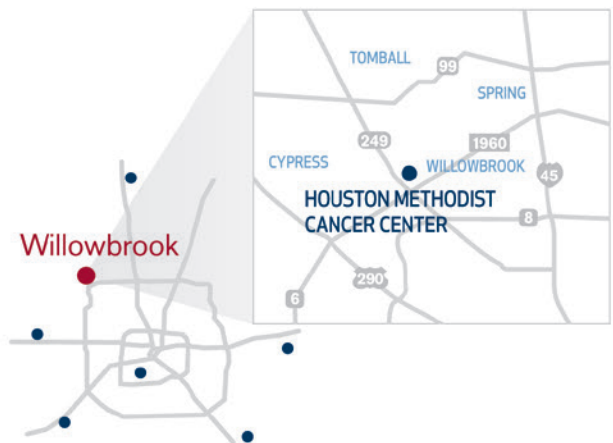 TOMBALL
99
SPRING
249
1960
CYPRESS
WILLOWBROOK
45
HOUSTON METHODIST
CANCER CENTER
8
Willowbrook
290
6